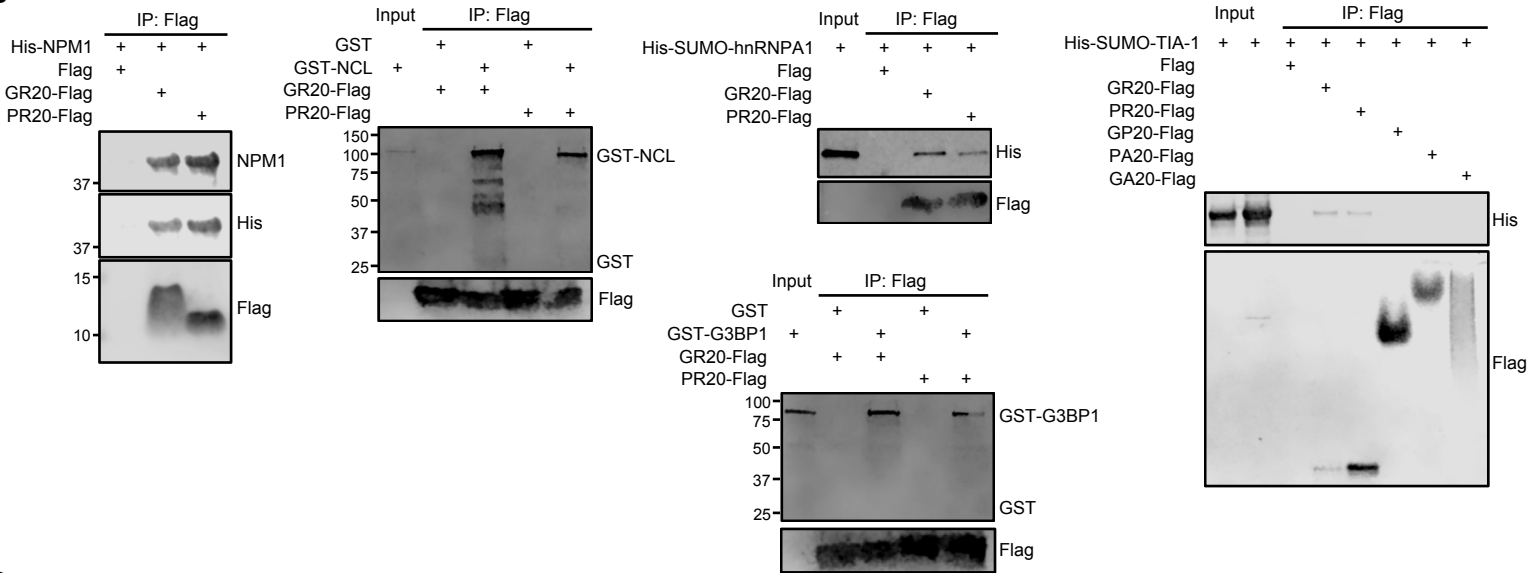 IP: Flag
His-NPM1 + + +
Flag +
GR20-Flag +
PR20-Flag +
NPM1
37
His
37
15
Flag
10
Input IP: Flag
GST + +
GST-NCL + + +
GR20-Flag + +
PR20-Flag + +
150
100 GST-NCL
75
50
37
25 GST
Flag
Input IP: Flag
His-SUMO-hnRNPA1 + + + +
Flag +
GR20-Flag +
PR20-Flag +
His
Flag
Input IP: Flag
GST + +
GST-G3BP1 + + +
GR20-Flag + +
PR20-Flag + +
100
75 GST-G3BP1
50
37
25 GST
Flag
Input IP: Flag
His-SUMO-TIA-1 + + + + + + + +
Flag +
GR20-Flag +
PR20-Flag +
GP20-Flag +
PA20-Flag +
GA20-Flag +
His
Flag